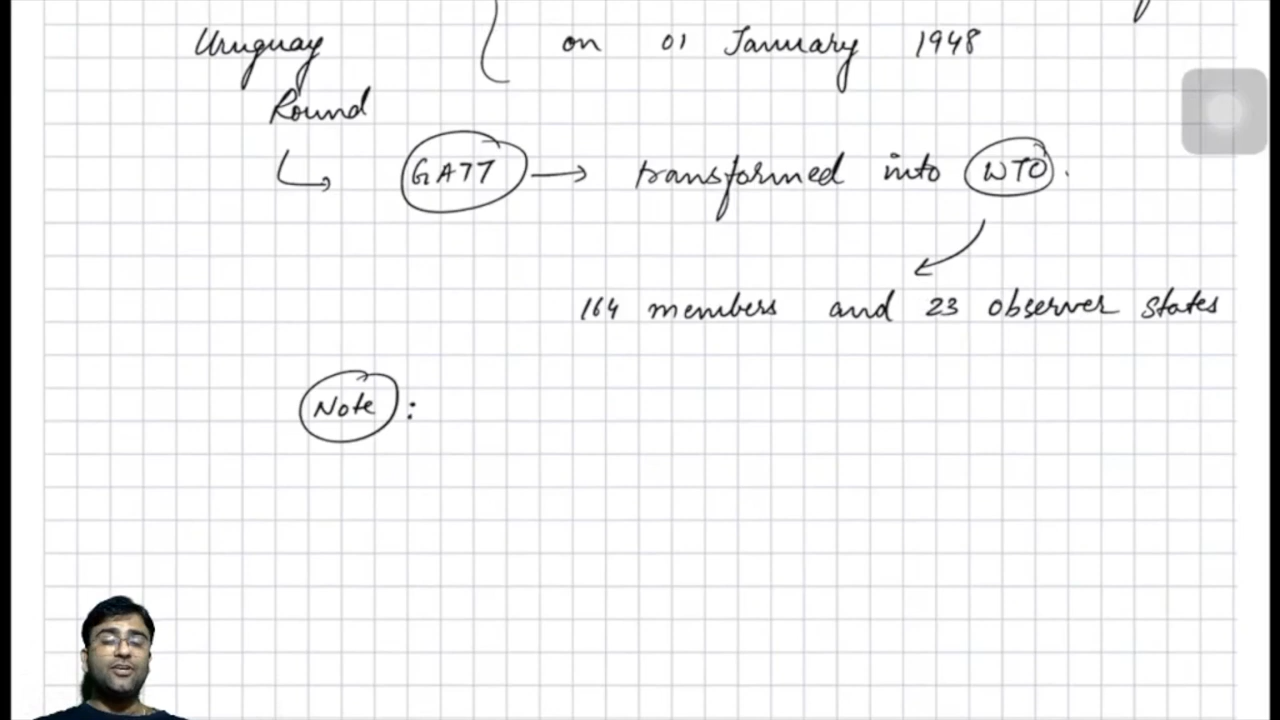 Uruguay on 01 January 1948
Round
GATT → transformed into WTO.
164 members and 23 observer states
Note :